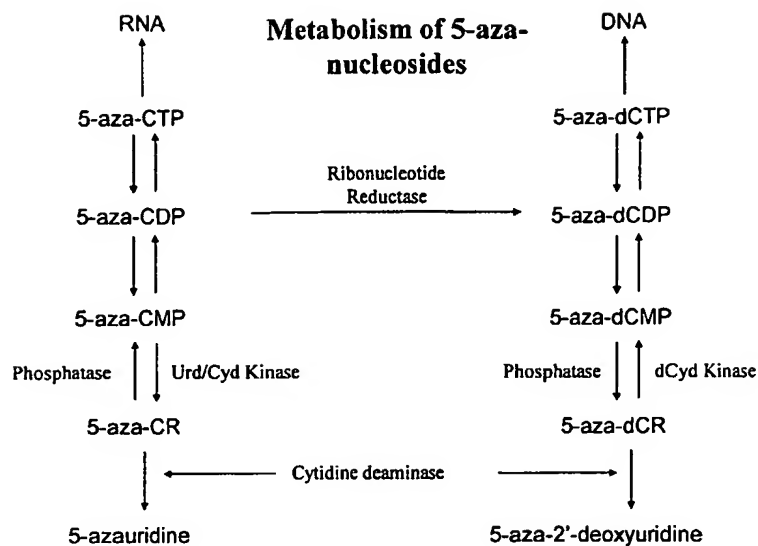 RNA
Metabolism of 5-aza-
nucleosides
DNA
5-aza-CTP
5-aza-dCTP
Ribonucleotide
Reductase
5-aza-CDP
5-aza-dCDP
5-aza-CMP
5-aza-dCMP
Phosphatase
Urd/Cyd Kinase
Phosphatase
dCyd Kinase
5-aza-CR
5-aza-dCR
Cytidine deaminase
5-azauridine
5-aza-2'-deoxyuridine